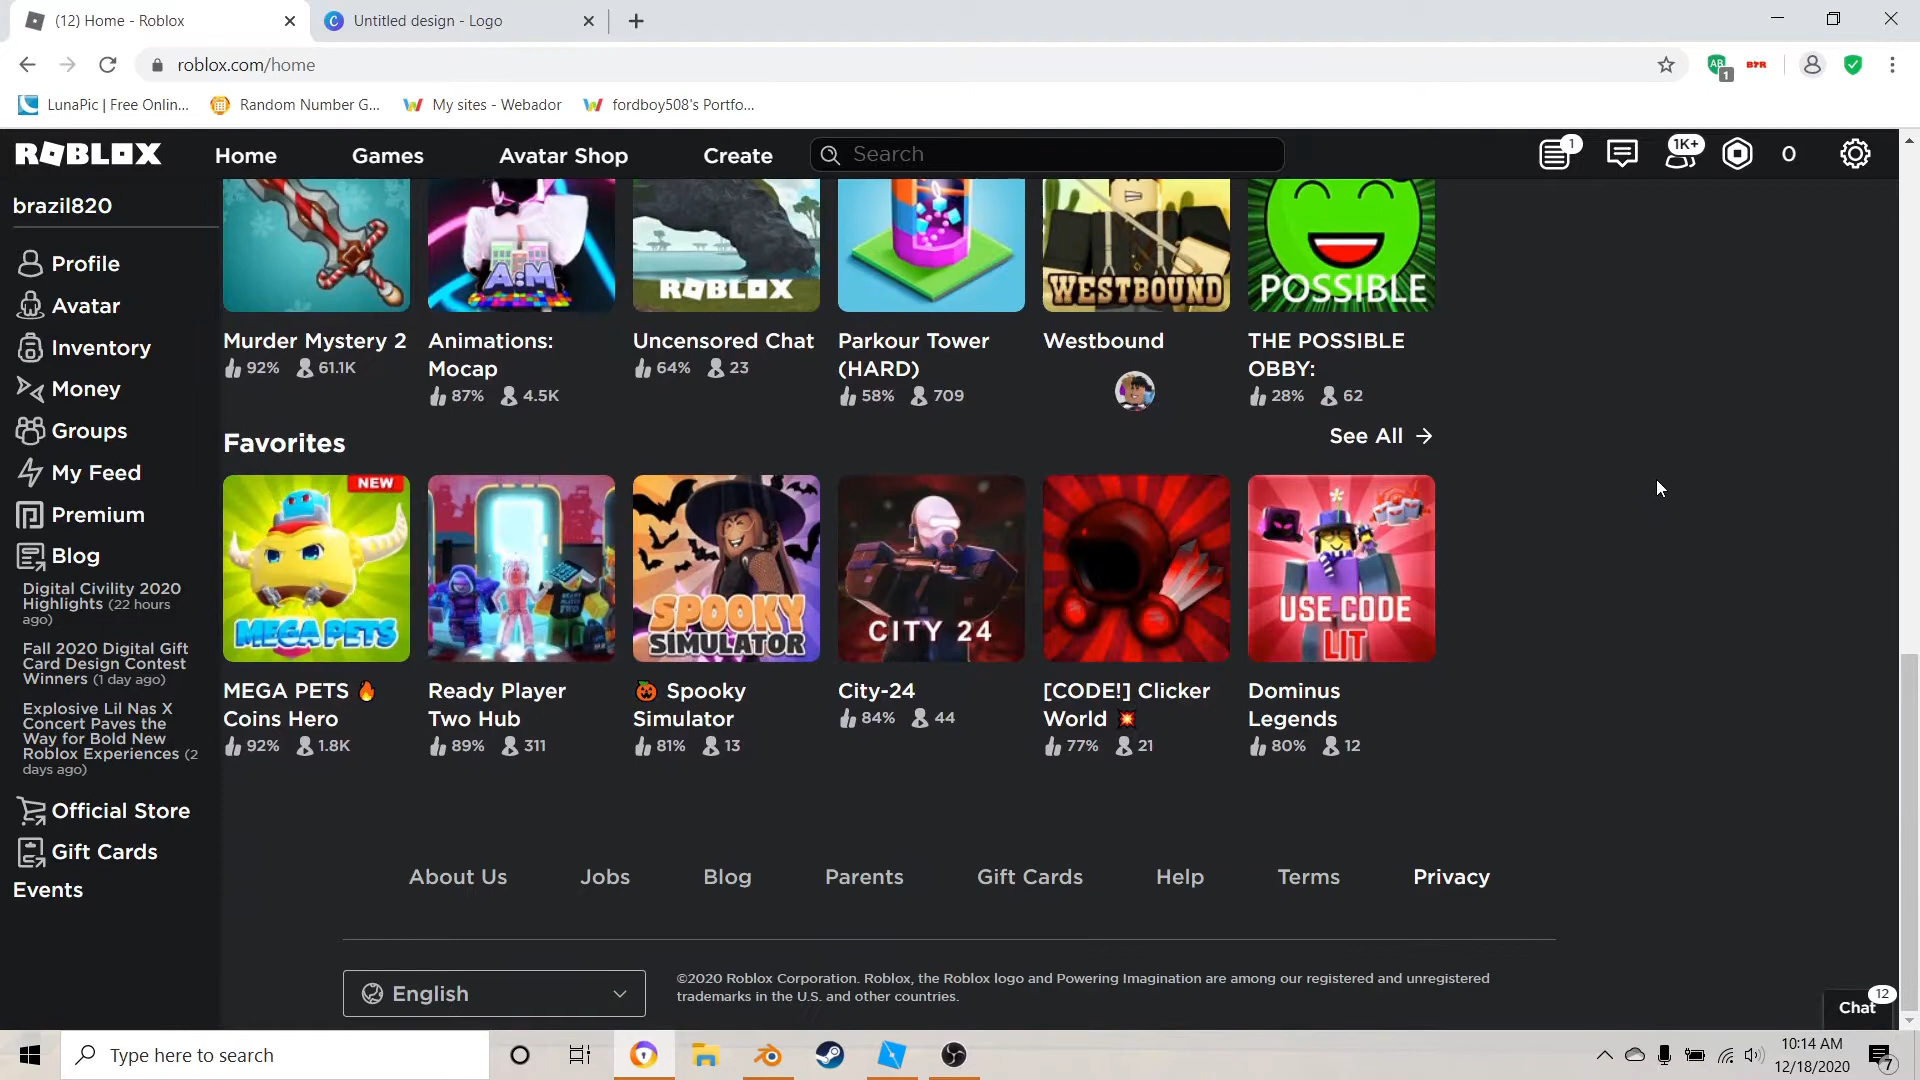 (12) Home - Roblox
Untitled design - Logo
roblox.com/home
AB
1
BTR
LunaPic | Free Onlin...
Random Number G...
My sites - Webador
fordboy508's Portfo...
ROBLOX
Home
Games
Avatar Shop
Create
Search
1
1K+
0
brazil820
Profile
Avatar
Inventory
Money
Groups
My Feed
Premium
Blog
Digital Civility 2020
Highlights (22 hours
ago)
Fall 2020 Digital Gift
Card Design Contest
Winners (1 day ago)
Explosive Lil Nas X
Concert Paves the
Way for Bold New
Roblox Experiences (2
days ago)
Official Store
Gift Cards
Events
A:M
ROBLOX
WESTBOUND
POSSIBLE
Murder Mystery 2
92% 61.1K
Animations:
Mocap
87% 4.5K
Uncensored Chat
64% 23
Parkour Tower
(HARD)
58% 709
Westbound
THE POSSIBLE
OBBY:
28% 62
Favorites
See All
NEW
MEGA PETS
SPOOKY
SIMULATOR
CITY 24
USE CODE
LIT
MEGA PETS 🔥
Coins Hero
92% 1.8K
Ready Player
Two Hub
89% 311
🎃 Spooky
Simulator
81% 13
City-24
84% 44
[CODE!] Clicker
World 💥
77% 21
Dominus
Legends
80% 12
About Us
Jobs
Blog
Parents
Gift Cards
Help
Terms
Privacy
English
©2020 Roblox Corporation. Roblox, the Roblox logo and Powering Imagination are among our registered and unregistered
trademarks in the U.S. and other countries.
Chat
12
Type here to search
10:14 AM
12/18/2020
7